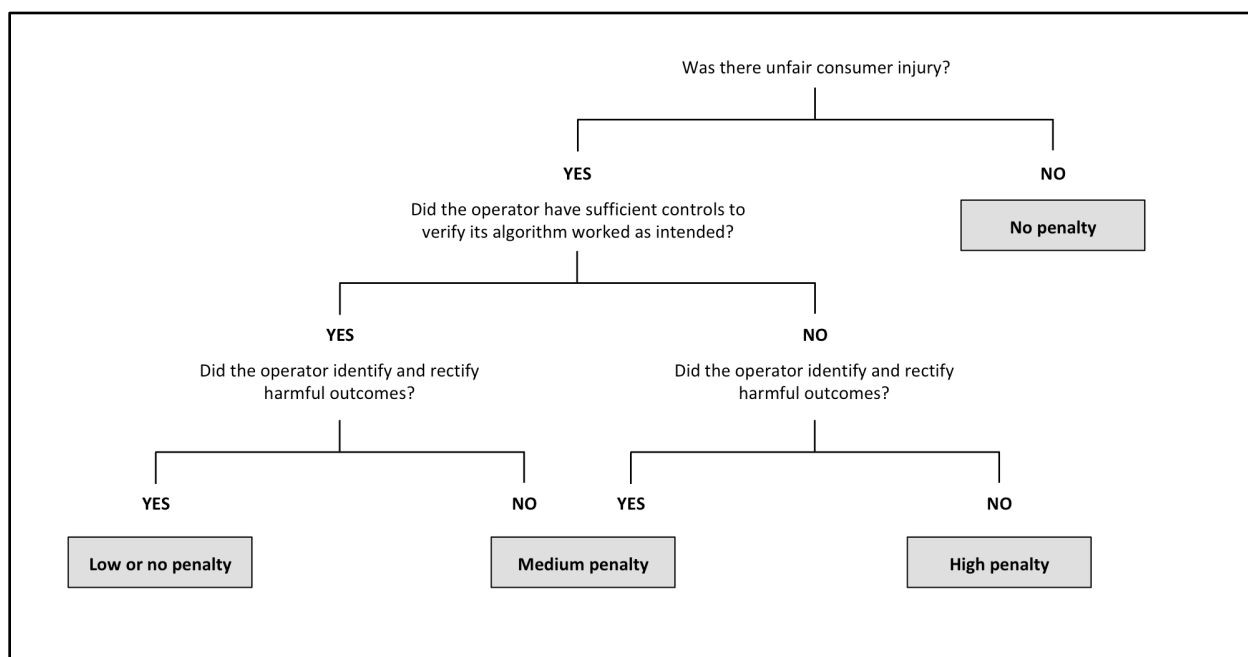 Was there unfair consumer injury?
YES
NO
Did the operator have sufficient controls to
verify its algorithm worked as intended?
No penalty
YES
NO
Did the operator identify and rectify
harmful outcomes?
Did the operator identify and rectify
harmful outcomes?
YES
NO
YES
NO
Low or no penalty
Medium penalty
High penalty